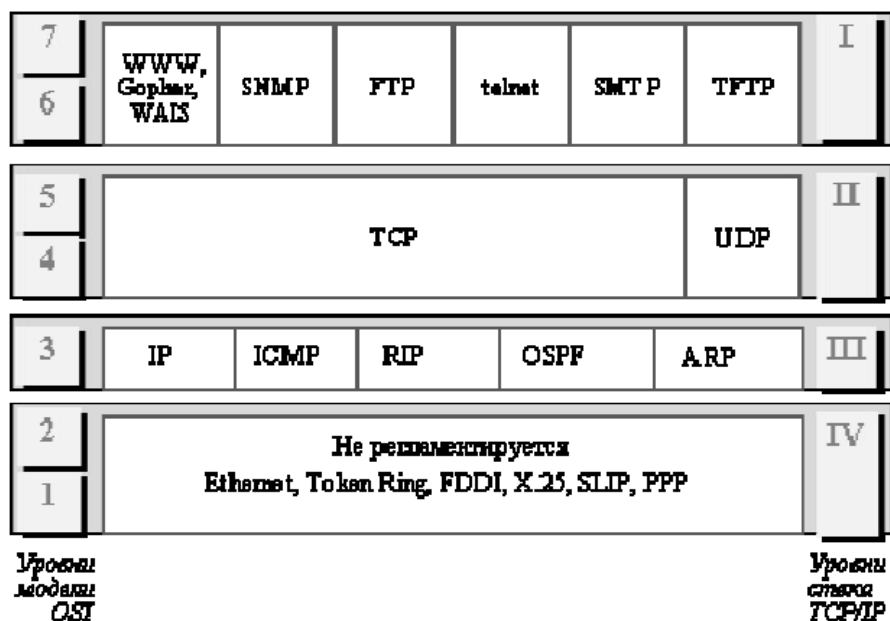 7
6
WWW,
Gopher,
WAIS
SNMP
FTP
telnet
SMTP
TFTP
I
5
4
TCP
UDP
II
3
IP
ICMP
RIP
OSPF
ARP
III
2
1
Не регламентируется
Ethernet, Token Ring, FDDI, X.25, SLIP, PPP
IV
Уровни
модели
OSI
Уровни
стека
TCP/IP